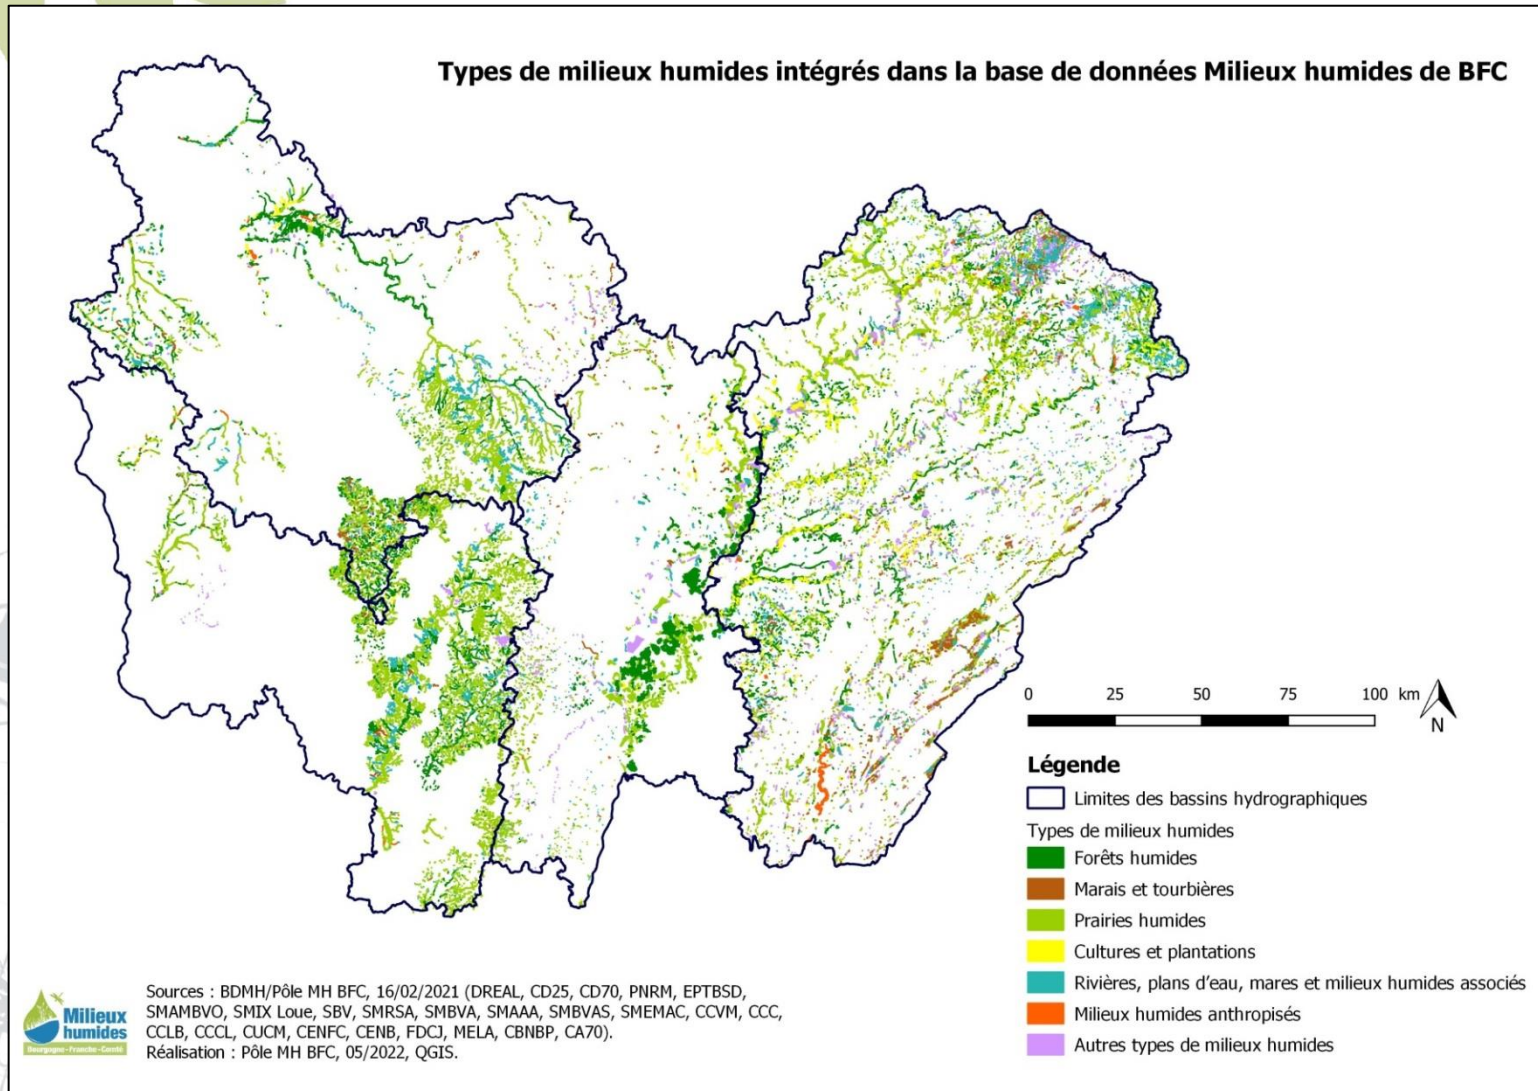 Types de milieux humides intégrés dans la base de données Milieux humides de BFC
0 25 50 75 100 km
N
Légende
Limites des bassins hydrographiques
Types de milieux humides
Forêts humides
Marais et tourbières
Prairies humides
Cultures et plantations
Rivières, plans d'eau, mares et milieux humides associés
Milieux humides anthropisés
Autres types de milieux humides
Milieux
humides
Bourgogne-Franche-Comté
Sources : BDMH/Pôle MH BFC, 16/02/2021 (DREAL, CD25, CD70, PNRM, EPTBSD,
SMAMBVO, SMIX Loue, SBV, SMRSA, SMBVA, SMAAA, SMBVAS, SMEMAC, CCVM, CCC,
CCLB, CCCL, CUCM, CENFC, CENB, FDCJ, MELA, CBNBP, CA70).
Réalisation : Pôle MH BFC, 05/2022, QGIS.